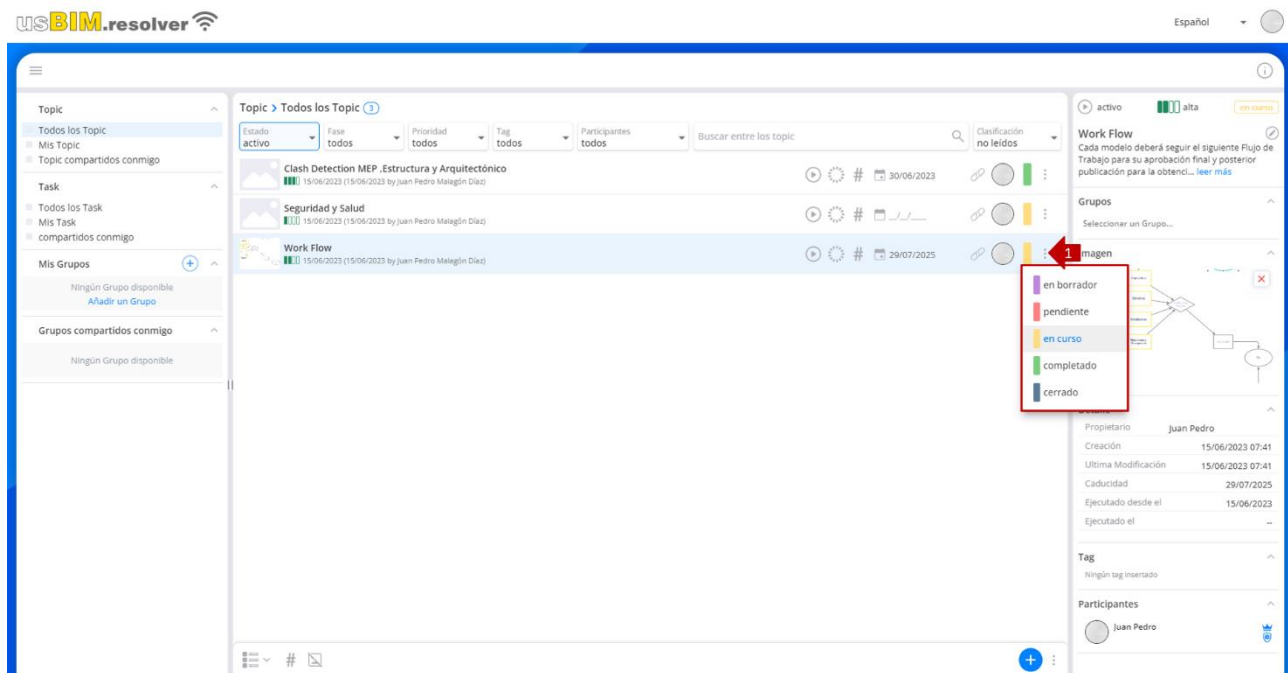 usBIM.resolver
Español
Topic
Todos los Topic
Mis Topic
Topic compartidos conmigo
Task
Todos los Task
Mis Task
compartidos conmigo
Mis Grupos
Ningún Grupo disponible
Añadir un Grupo
Grupos compartidos conmigo
Ningún Grupo disponible
Topic > Todos los Topic 3
Estado
activo
Fase
todos
Prioridad
todos
Tag
todos
Participantes
todos
Buscar entre los topic
Clasificación
no leídos
Clash Detection MEP ,Estructura y Arquitectónico
15/06/2023 (15/06/2023 by Juan Pedro Malagón Díaz)
# 30/06/2023
Seguridad y Salud
15/06/2023 (15/06/2023 by Juan Pedro Malagón Díaz)
# _/_/__
Work Flow
15/06/2023 (15/06/2023 by Juan Pedro Malagón Díaz)
# 29/07/2025
1
en borrador
pendiente
en curso
completado
cerrado
#
activo
alta
en curso
Work Flow
Cada modelo deberá seguir el siguiente Flujo de
Trabajo para su aprobación final y posterior
publicación para la obtenci... leer más
Grupos
Seleccionar un Grupo...
magen
Propietario Juan Pedro
Creación 15/06/2023 07:41
Ultima Modificación 15/06/2023 07:41
Caducidad 29/07/2025
Ejecutado desde el 15/06/2023
Ejecutado el --
Tag
Ningún tag insertado
Participantes
Juan Pedro